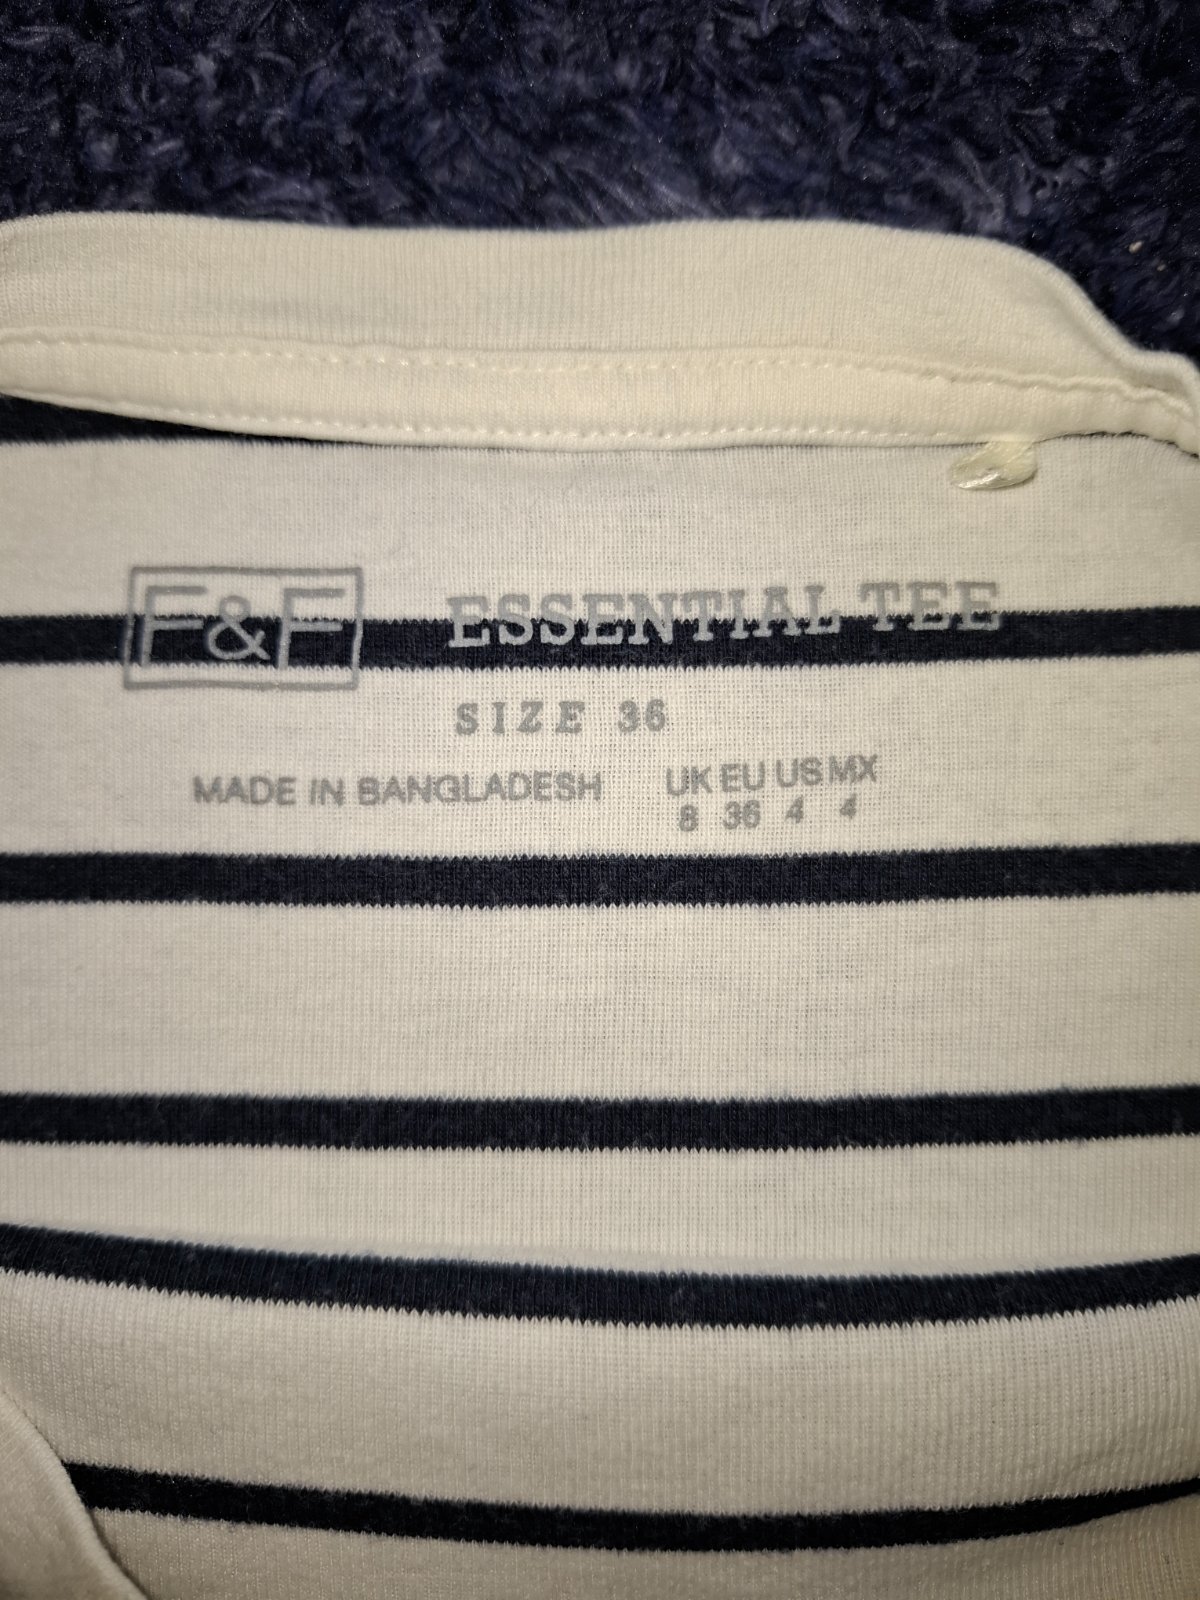 F&F ESSENTIAL TEE
SIZE 36
MADE IN BANGLADESH UK EU US MX
8 36 4 4